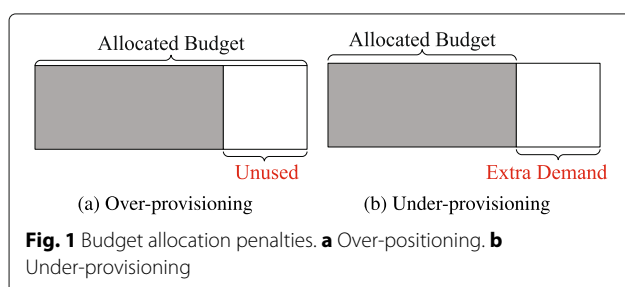 Allocated Budget
Allocated Budget
Unused
Extra Demand
(a) Over-provisioning
(b) Under-provisioning
Fig. 1 Budget allocation penalties. a Over-positioning. b
Under-provisioning